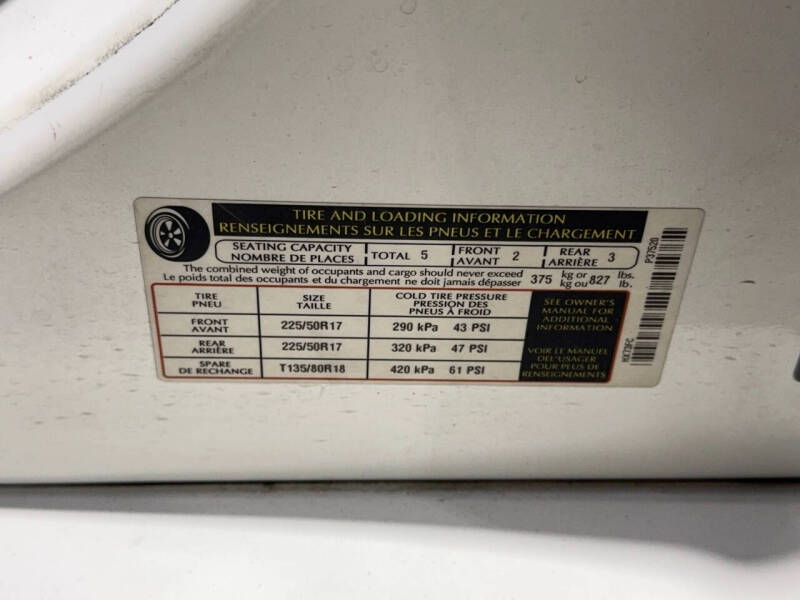 TIRE AND LOADING INFORMATION
RENSEIGNEMENTS SUR LES PNEUS ET LE CHARGEMENT
SEATING CAPACITY
NOMBRE DE PLACES
TOTAL 5
FRONT
AVANT 2
REAR
ARRIÈRE 3
The combined weight of occupants and cargo should never exceed
Le poids total des occupants et du chargement ne doit jamais dépasser
375 kg or
kg ou 827 lbs.
lb.
TIRE
PNEU
SIZE
TAILLE
COLD TIRE PRESSURE
PRESSION DES
PNEUS À FROID
SEE OWNER'S
MANUAL FOR
ADDITIONAL
INFORMATION
FRONT
AVANT
225/50R17
290 kPa 43 PSI
REAR
ARRIÈRE
225/50R17
320 kPa 47 PSI
VOIR LE MANUEL
DEL'USAGER
POUR PLUS DE
RENSEIGNEMENTS
SPARE
DE RECHANGE
T135/80R18
420 kPa 61 PSI
P37520